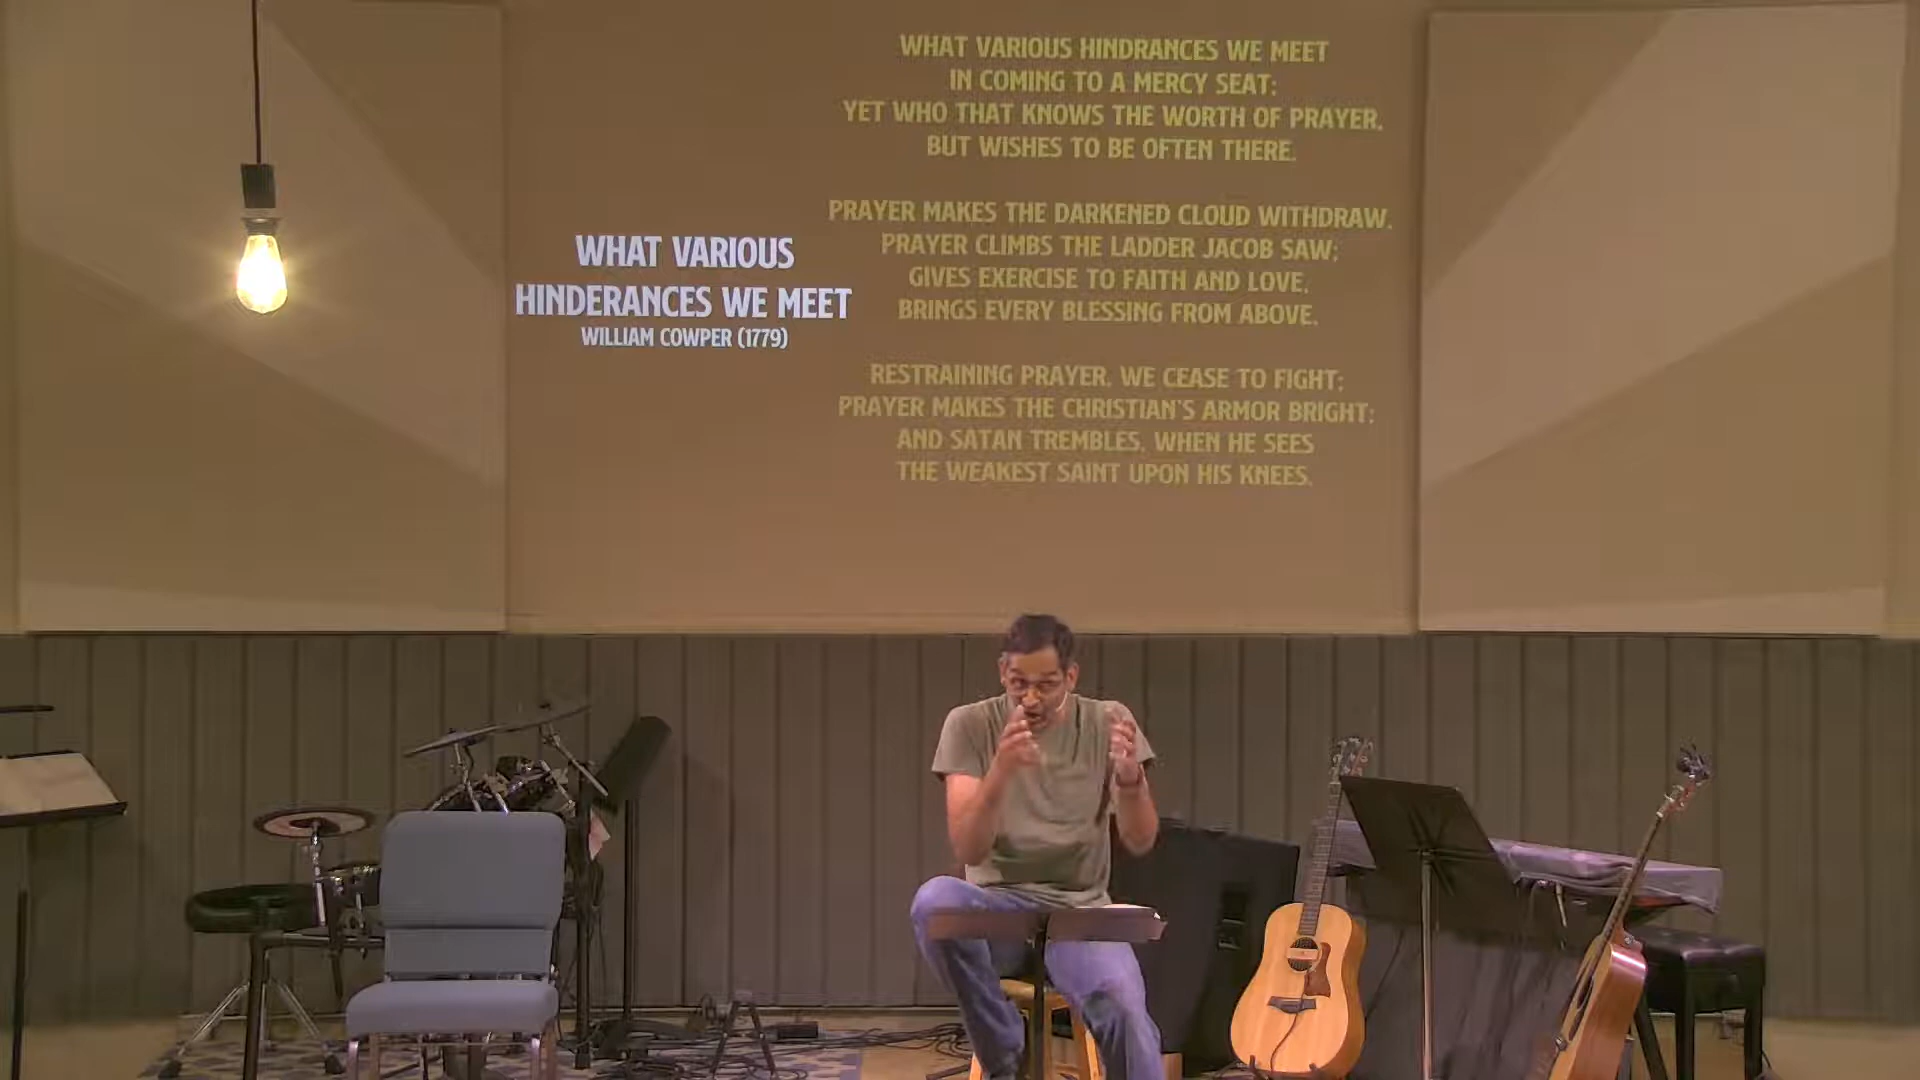 WHAT VARIOUS
HINDERANCES WE MEET
WILLIAM COWPER (1779)
WHAT VARIOUS HINDRANCES WE MEET
IN COMING TO A MERCY SEAT;
YET WHO THAT KNOWS THE WORTH OF PRAYER,
BUT WISHES TO BE OFTEN THERE.
PRAYER MAKES THE DARKENED CLOUD WITHDRAW,
PRAYER CLIMBS THE LADDER JACOB SAW;
GIVES EXERCISE TO FAITH AND LOVE,
BRINGS EVERY BLESSING FROM ABOVE.
RESTRAINING PRAYER, WE CEASE TO FIGHT;
PRAYER MAKES THE CHRISTIAN'S ARMOR BRIGHT;
AND SATAN TREMBLES, WHEN HE SEES
THE WEAKEST SAINT UPON HIS KNEES.